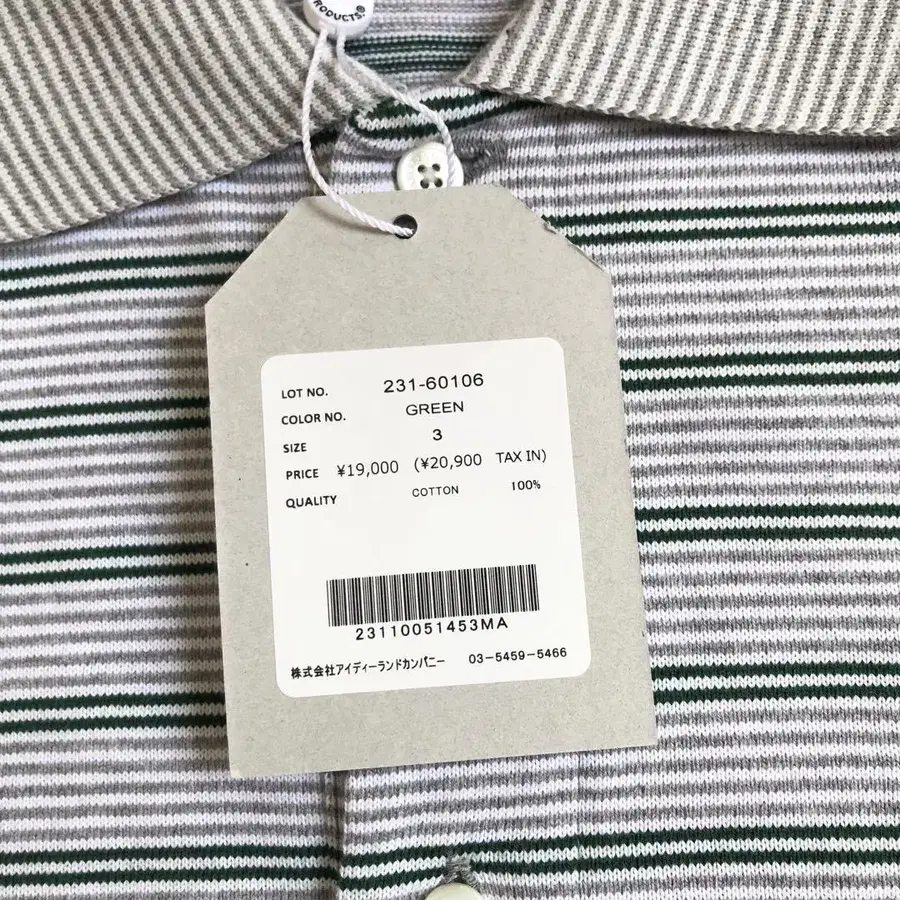 PRODUCTS.®
LOT NO. 231-60106
COLOR NO. GREEN
SIZE 3
PRICE ¥19,000 (¥20,900 TAX IN)
QUALITY COTTON 100%
23110051453MA
株式会社アイディーランドカンパニー 03-5459-5466